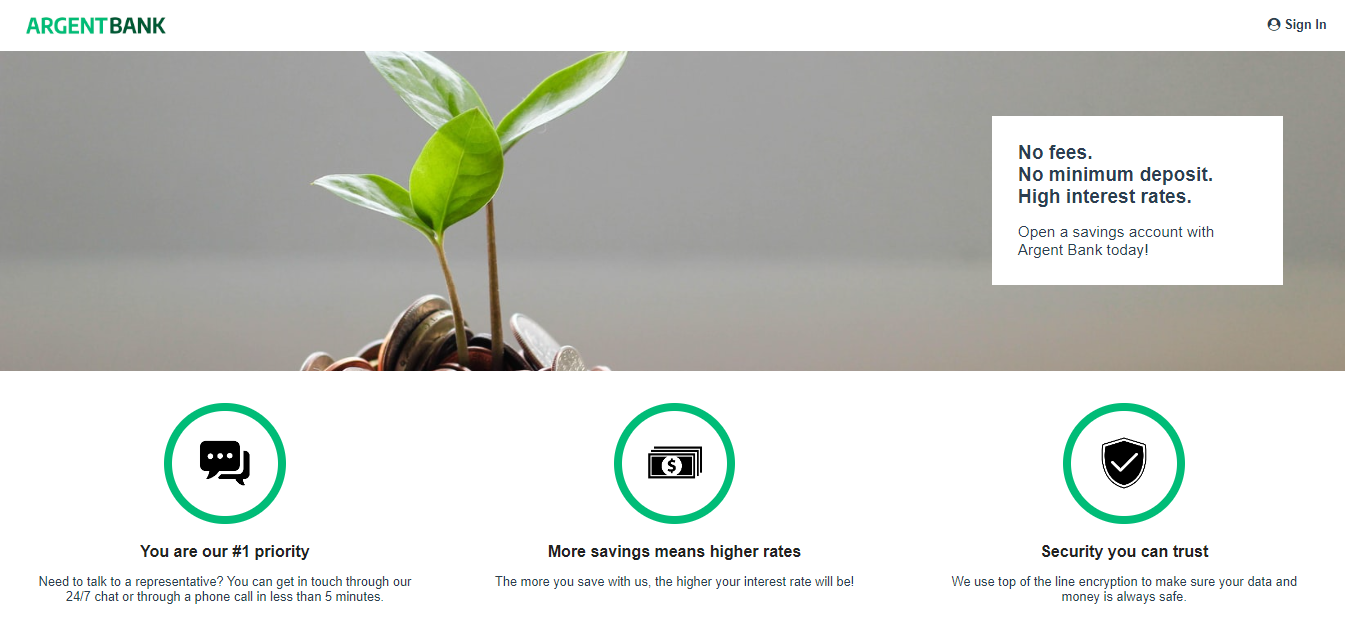 ARGENTBANK
Sign In
No fees.
No minimum deposit.
High interest rates.
Open a savings account with
Argent Bank today!
$
You are our #1 priority
Need to talk to a representative? You can get in touch through our
24/7 chat or through a phone call in less than 5 minutes.
More savings means higher rates
The more you save with us, the higher your interest rate will be!
Security you can trust
We use top of the line encryption to make sure your data and
money is always safe.